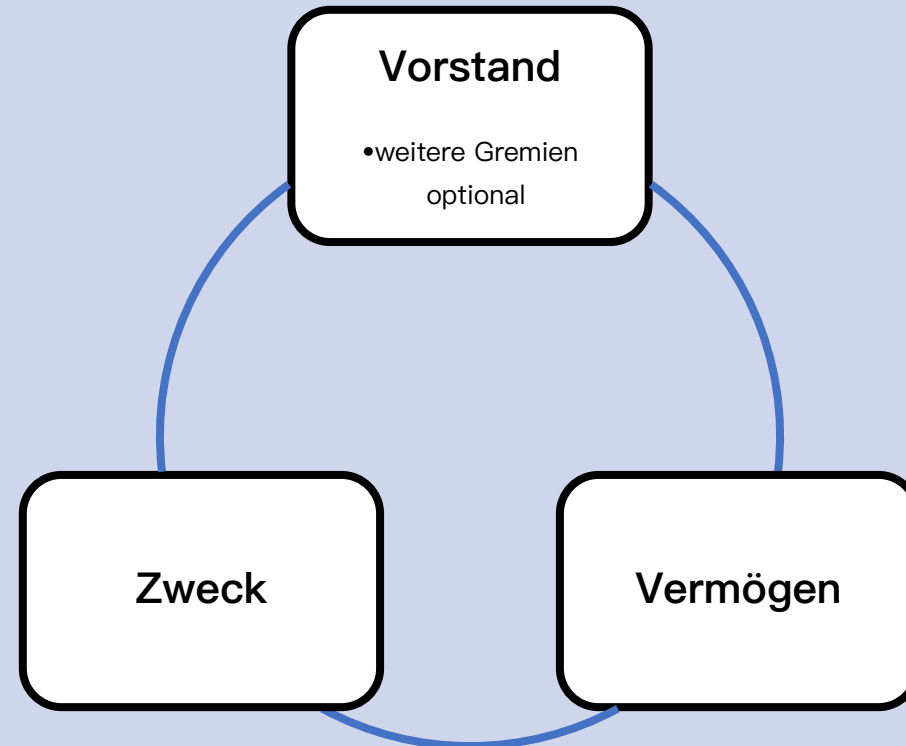 Vorstand
•weitere Gremien
optional
Zweck
Vermögen